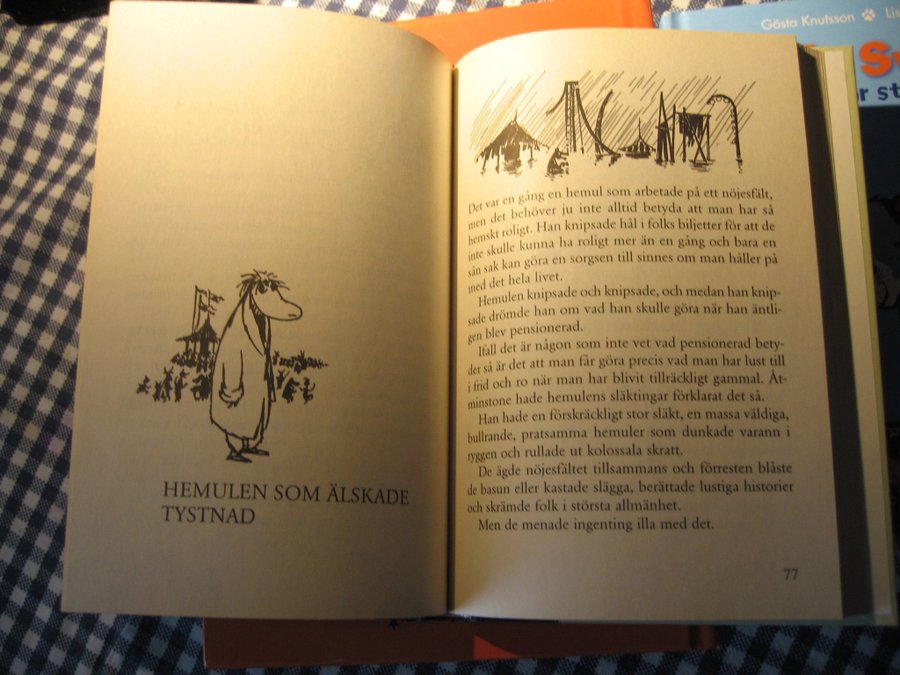 Gösta Knutsson
HEMULEN SOM ÄLSKADE
TYSTNAD
Det var en gång en hemul som arbetade på ett nöjesfält,
men det behöver ju inte alltid betyda att man har så
hemskt roligt. Han knipsade hål i folks biljetter för att de
inte skulle kunna ha roligt mer än en gång och bara en
sån sak kan göra en sorgsen till sinnes om man håller på
med det hela livet.
Hemulen knipsade och knipsade, och medan han knip-
sade drömde han om vad han skulle göra när han äntli-
gen blev pensionerad.
Ifall det är någon som inte vet vad pensionerad bety-
der så är det att man får göra precis vad man har lust till
i frid och ro när man har blivit tillräckligt gammal. Åt-
minstone hade hemulens släktingar förklarat det så.
Han hade en förskräckligt stor släkt, en massa väldiga,
bullrande, pratsamma hemuler som dunkade varann i
ryggen och rullade ut kolossala skratt.
De ägde nöjesfältet tillsammans och förresten blåste
de basun eller kastade slägga, berättade lustiga historier
och skrämde folk i största allmänhet.
Men de menade ingenting illa med det.
77